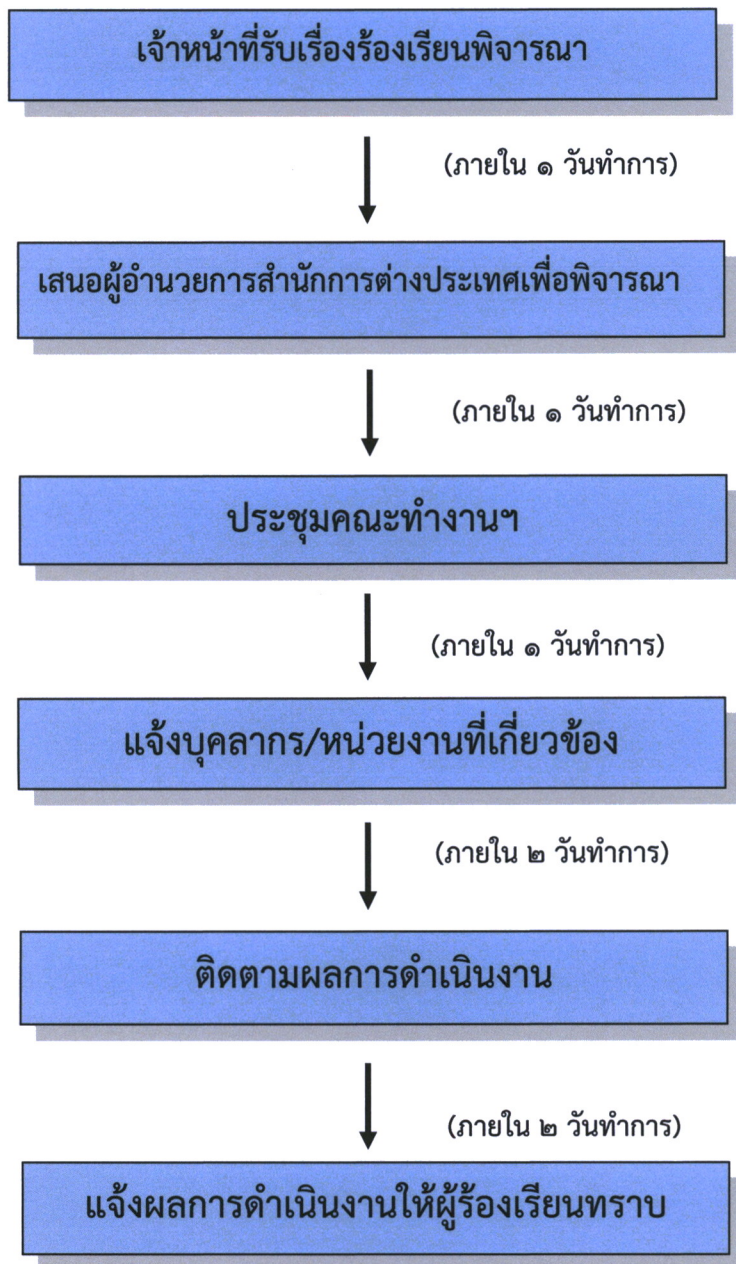 เจ้าหน้าที่รับเรื่องร้องเรียนพิจารณา
(ภายใน ๑ วันทำการ)
เสนอผู้อำนวยการสำนักการต่างประเทศเพื่อพิจารณา
(ภายใน ๑ วันทำการ)
ประชุมคณะทำงานฯ
(ภายใน ๑ วันทำการ)
แจ้งบุคลากร/หน่วยงานที่เกี่ยวข้อง
(ภายใน ๒ วันทำการ)
ติดตามผลการดำเนินงาน
(ภายใน ๒ วันทำการ)
แจ้งผลการดำเนินงานให้ผู้ร้องเรียนทราบ